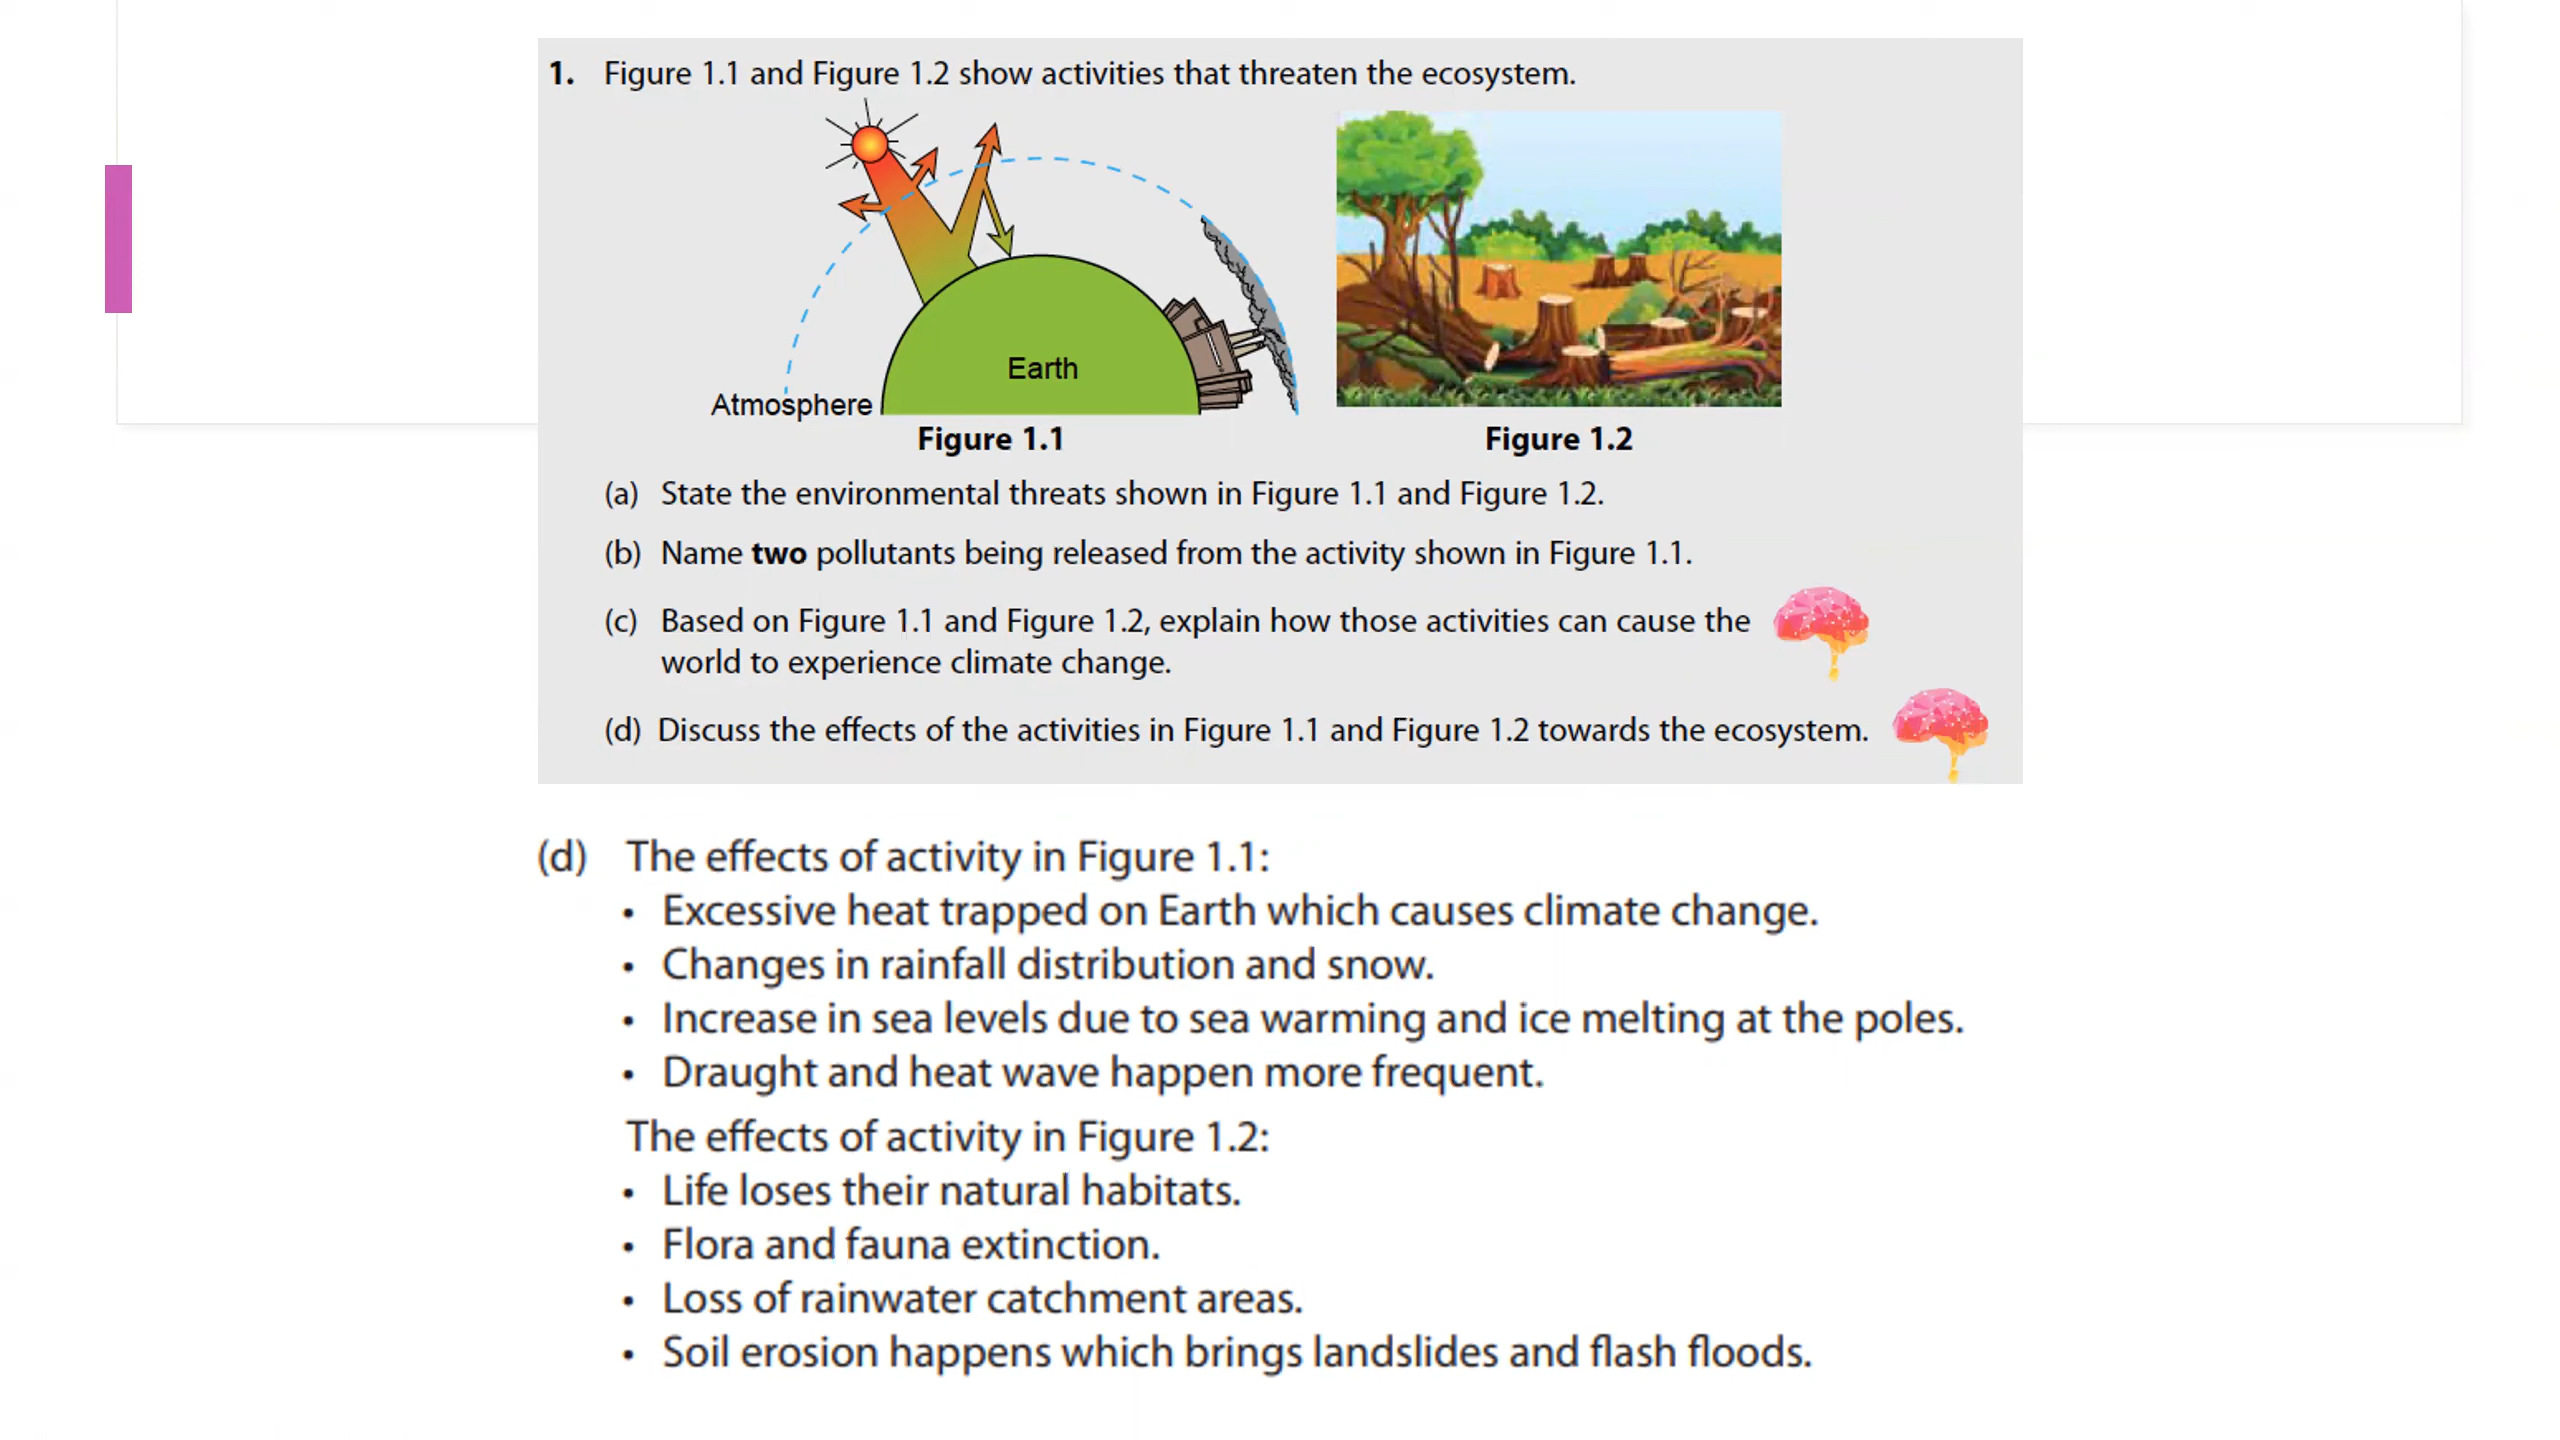 1. Figure 1.1 and Figure 1.2 show activities that threaten the ecosystem.
Earth
Atmosphere
Figure 1.1
Figure 1.2
(a) State the environmental threats shown in Figure 1.1 and Figure 1.2.
(b) Name two pollutants being released from the activity shown in Figure 1.1.
(c) Based on Figure 1.1 and Figure 1.2, explain how those activities can cause the
world to experience climate change.
(d) Discuss the effects of the activities in Figure 1.1 and Figure 1.2 towards the ecosystem.
(d) The effects of activity in Figure 1.1:
• Excessive heat trapped on Earth which causes climate change.
• Changes in rainfall distribution and snow.
• Increase in sea levels due to sea warming and ice melting at the poles.
• Draught and heat wave happen more frequent.
The effects of activity in Figure 1.2:
• Life loses their natural habitats.
• Flora and fauna extinction.
• Loss of rainwater catchment areas.
• Soil erosion happens which brings landslides and flash floods.